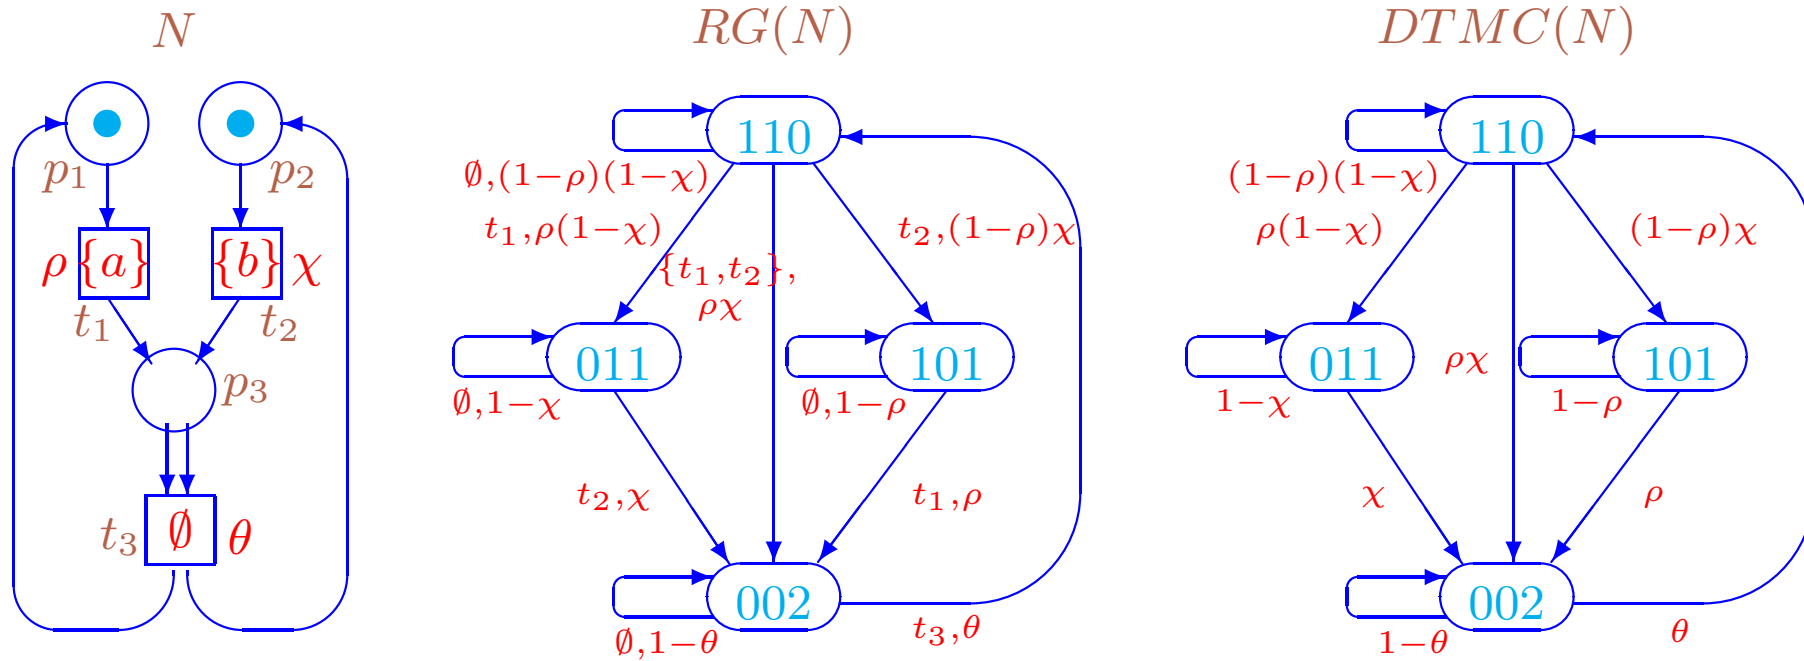 N
p₁
p₂
ρ {a}
{b} χ
t₁
t₂
p₃
t₃ ∅ θ
RG(N)
110
∅,(1−ρ)(1−χ)
t₁,ρ(1−χ)
t₂,(1−ρ)χ
{t₁,t₂},
ρχ
011
101
∅,1−χ
∅,1−ρ
t₂,χ
t₁,ρ
002
∅,1−θ
t₃,θ
DTMC(N)
110
(1−ρ)(1−χ)
ρ(1−χ)
(1−ρ)χ
ρχ
011
101
1−χ
1−ρ
χ
ρ
002
1−θ
θ